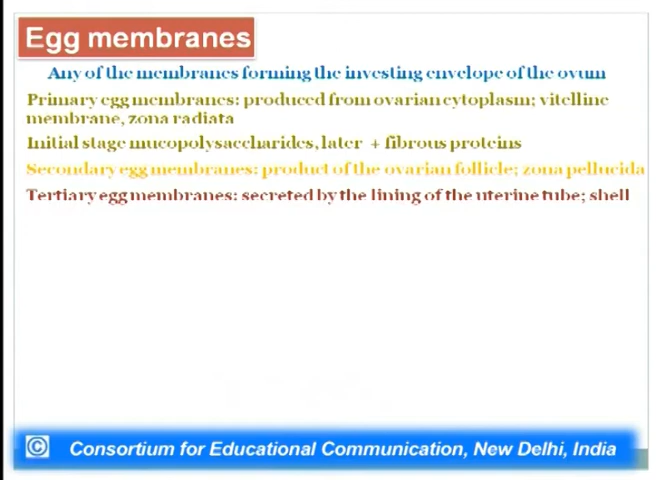 Egg membranes
Any of the membranes forming the investing envelope of the ovum
Primary egg membranes: produced from ovarian cytoplasm; vitelline
membrane, zona radiata
Initial stage mucopolysaccharides, later + fibrous proteins
Secondary egg membranes: product of the ovarian follicle; zona pellucida
Tertiary egg membranes: secreted by the lining of the uterine tube; shell
© Consortium for Educational Communication, New Delhi, India